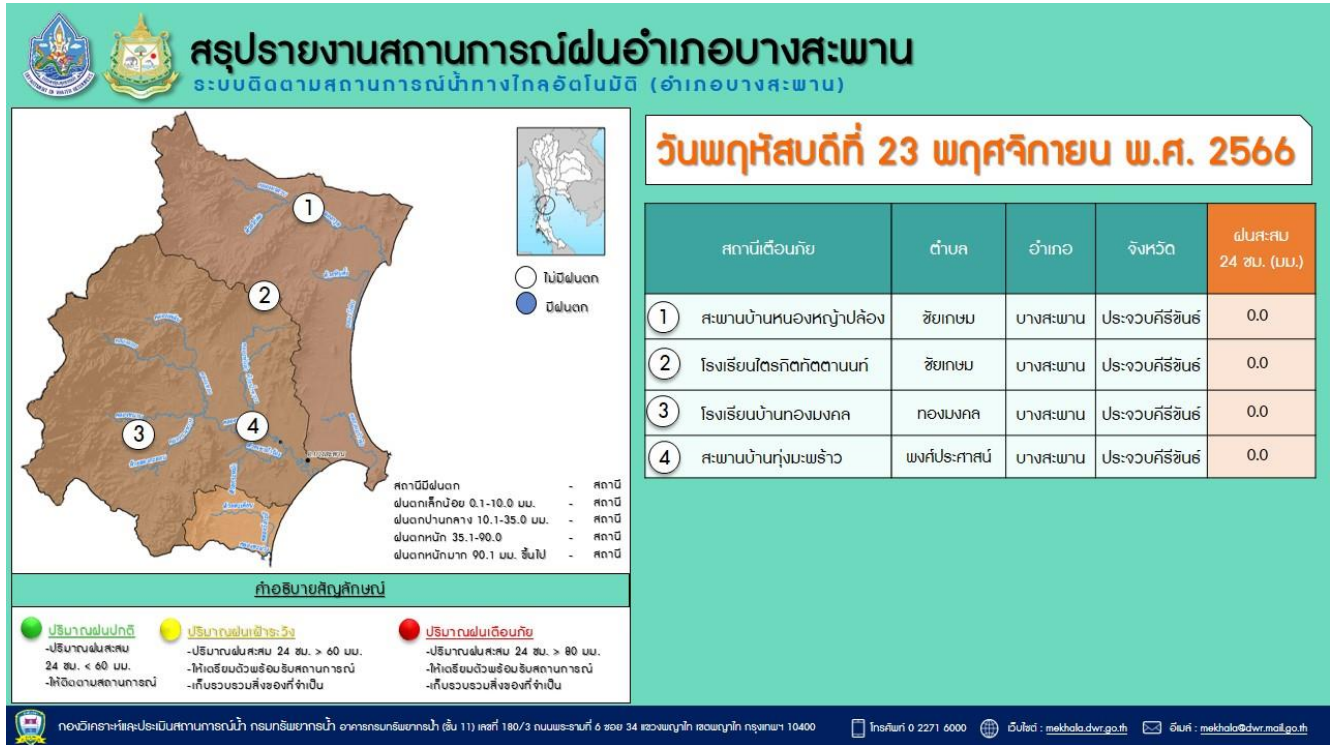 สรุปรายงานสถานการณ์ฝนอำเภอบางสะพาน
ระบบติดตามสถานการณ์น้ำทางไกลอัตโนมัติ (อำเภอบางสะพาน)
วันพฤหัสบดีที่ 23 พฤศจิกายน พ.ศ. 2566
1
2
3
4
อ.บางสะพาน
ไม่มีฝนตก
มีฝนตก
สถานีมีฝนตก - สถานี
ฝนตกเล็กน้อย 0.1-10.0 มม. - สถานี
ฝนตกปานกลาง 10.1-35.0 มม. - สถานี
ฝนตกหนัก 35.1-90.0 - สถานี
ฝนตกหนักมาก 90.1 มม. ขึ้นไป - สถานี
สถานีเตือนภัย ตำบล อำเภอ จังหวัด ฝนสะสม
24 ชม. (มม.)
1 สะพานบ้านหนองหญ้าปล้อง ชัยเกษม บางสะพาน ประจวบคีรีขันธ์ 0.0
2 โรงเรียนไตรกิตทัตตานนท์ ชัยเกษม บางสะพาน ประจวบคีรีขันธ์ 0.0
3 โรงเรียนบ้านทองมงคล ทองมงคล บางสะพาน ประจวบคีรีขันธ์ 0.0
4 สะพานบ้านทุ่งมะพร้าว พงศ์ประศาสน์ บางสะพาน ประจวบคีรีขันธ์ 0.0
คำอธิบายสัญลักษณ์
ปริมาณฝนปกติ
-ปริมาณฝนสะสม
24 ชม. < 60 มม.
-ให้ติดตามสถานการณ์
ปริมาณฝนเฝ้าระวัง
-ปริมาณฝนสะสม 24 ชม. > 60 มม.
-ให้เตรียมตัวพร้อมรับสถานการณ์
-เก็บรวบรวมสิ่งของที่จำเป็น
ปริมาณฝนเตือนภัย
-ปริมาณฝนสะสม 24 ชม. > 80 มม.
-ให้เตรียมตัวพร้อมรับสถานการณ์
-เก็บรวบรวมสิ่งของที่จำเป็น
กองวิเคราะห์และประเมินสถานการณ์น้ำ กรมทรัพยากรน้ำ อาคารกรมทรัพยากรน้ำ (ชั้น 11) เลขที่ 180/3 ถนนพระรามที่ 6 ซอย 34 แขวงพญาไท เขตพญาไท กรุงเทพฯ 10400 โทรศัพท์ 0 2271 6000 เว็บไซต์ : mekhala.dwr.go.th อีเมล์ : mekhala@dwr.mail.go.th